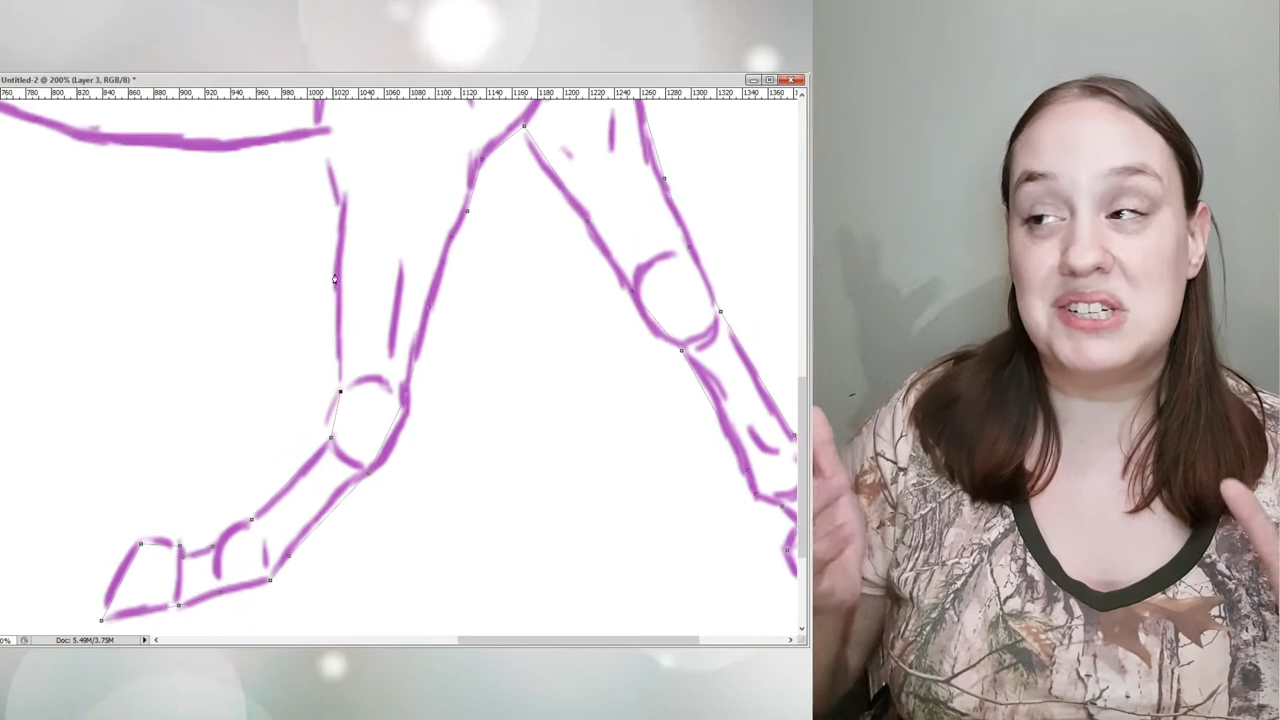 Untitled-2 @ 200% (Layer 3, RGB/8) *
760 780 800 820 840 860 880 900 920 940 960 980 1000 1020 1040 1060 1080 1100 1120 1140 1160 1180 1200 1220 1240 1260 1280 1300 1320 1340 1360
0% Doc: 5.49M/3.75M